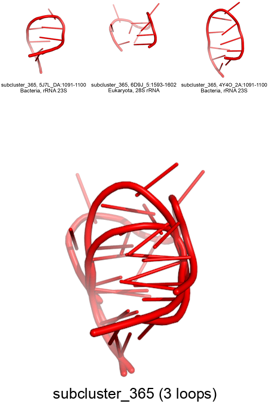 subcluster_365, 5J7L_DA:1091-1100
Bacteria, rRNA 23S
subcluster_365, 6D9J_5:1593-1602
Eukaryota, 28S rRNA
subcluster_365, 4Y4O_2A:1091-1100
Bacteria, rRNA 23S
subcluster_365 (3 loops)